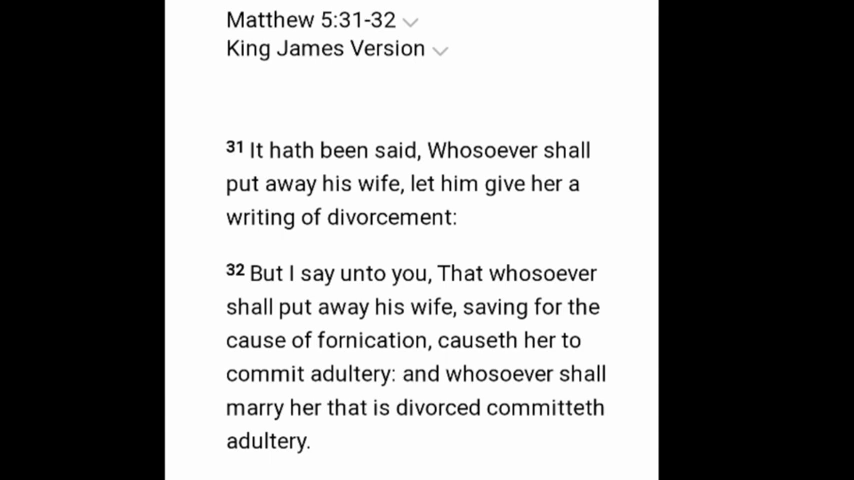 Matthew 5:31-32
King James Version
31 It hath been said, Whosoever shall
put away his wife, let him give her a
writing of divorcement:
32 But I say unto you, That whosoever
shall put away his wife, saving for the
cause of fornication, causeth her to
commit adultery: and whosoever shall
marry her that is divorced committeth
adultery.